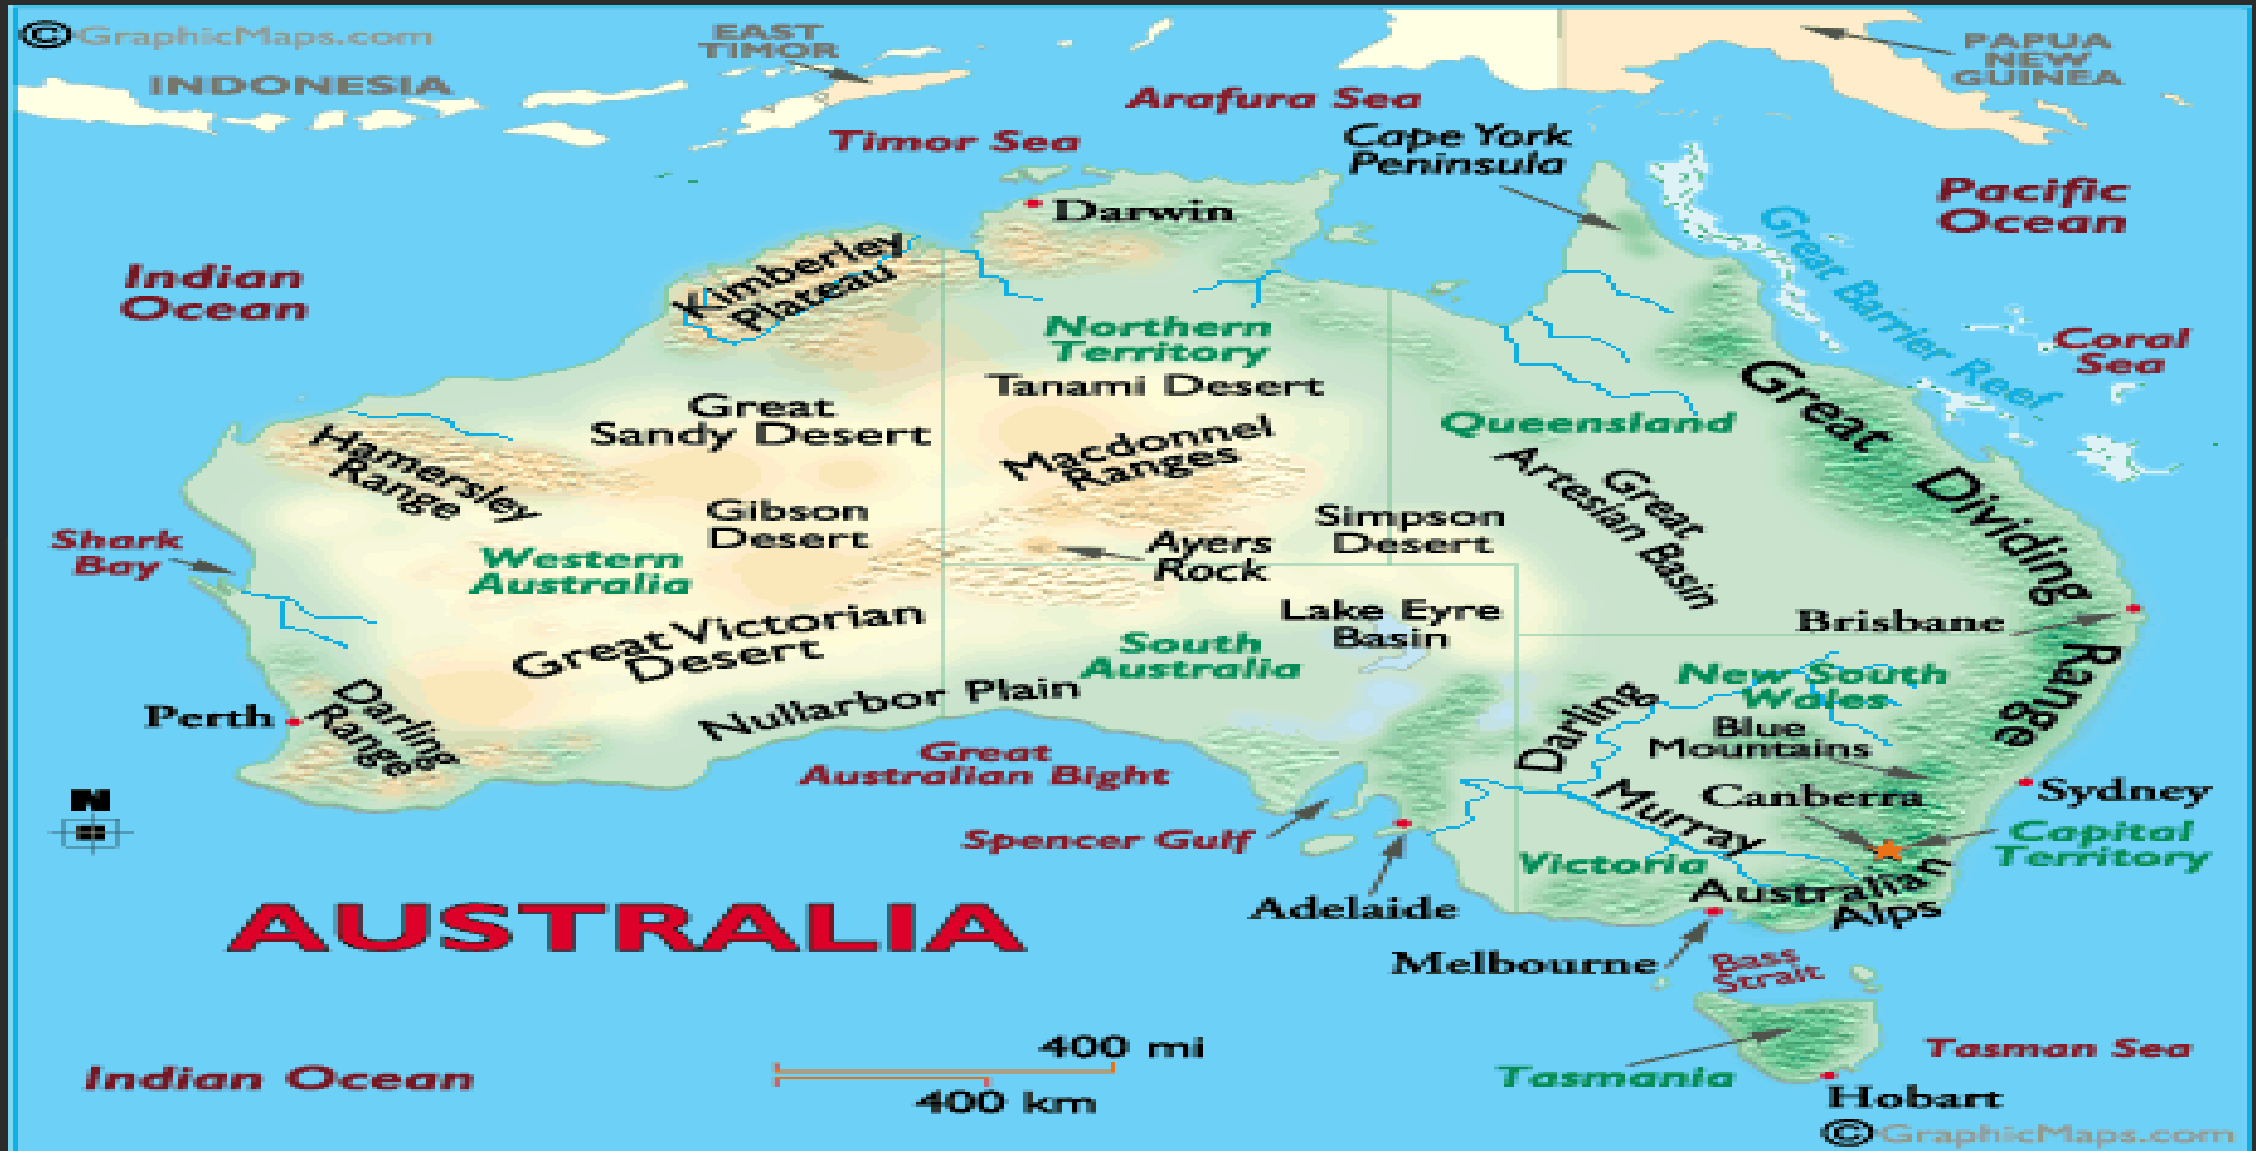 ©GraphicMaps.com
EAST
TIMOR
PAPUA
NEW
GUINEA
INDONESIA
Arafura Sea
Timor Sea
Cape York
Peninsula
Pacific
Ocean
Darwin
Great Barrier Reef
Indian
Ocean
Kimberley
Plateau
Northern
Territory
Coral
Sea
Tanami Desert
Great
Sandy Desert
Great Dividing Range
Queensland
Hamersley
Range
Macdonnel
Ranges
Great
Artesian Basin
Gibson
Desert
Simpson
Desert
Shark
Bay
Ayers
Rock
Western
Australia
Lake Eyre
Basin
Brisbane
Great Victorian
Desert
South
Australia
New South
Wales
Nullarbor Plain
Darling
Perth
Darling
Range
Blue
Mountains
Great
Australian Bight
N
Murray
Canberra
Sydney
Spencer Gulf
Capital
Territory
Victoria
Australian
Alps
Adelaide
AUSTRALIA
Melbourne
Bass
Strait
400 mi
Tasman Sea
Indian Ocean
Tasmania
400 km
Hobart
©GraphicMaps.com